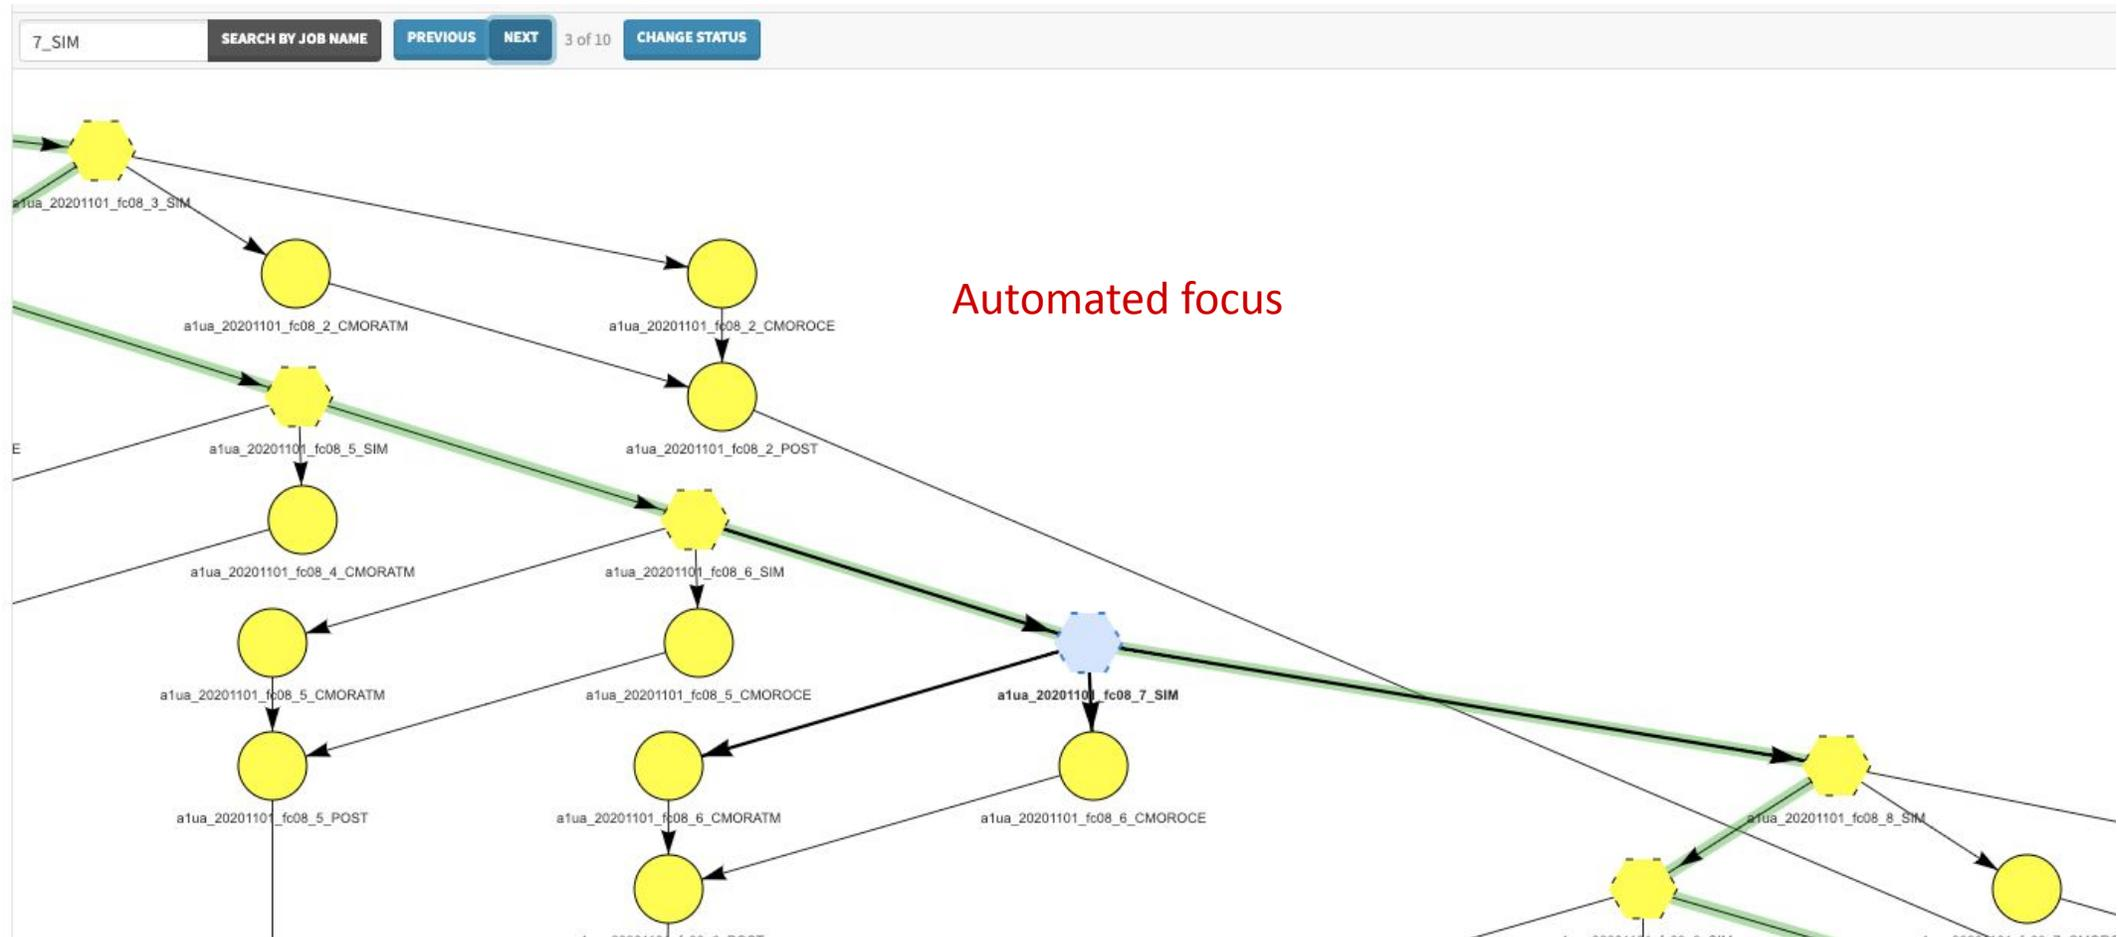 7_SIM
SEARCH BY JOB NAME
PREVIOUS
NEXT
3 of 10
CHANGE STATUS
a1ua_20201101_fc08_3_SIM
Automated focus
a1ua_20201101_fc08_2_CMORATM
a1ua_20201101_fc08_2_CMOROCE
E
a1ua_20201101_fc08_5_SIM
a1ua_20201101_fc08_2_POST
a1ua_20201101_fc08_4_CMORATM
a1ua_20201101_fc08_6_SIM
a1ua_20201101_fc08_5_CMORATM
a1ua_20201101_fc08_5_CMOROCE
a1ua_20201101_fc08_7_SIM
a1ua_20201101_fc08_5_POST
a1ua_20201101_fc08_6_CMORATM
a1ua_20201101_fc08_6_CMOROCE
a1ua_20201101_fc08_8_SIM